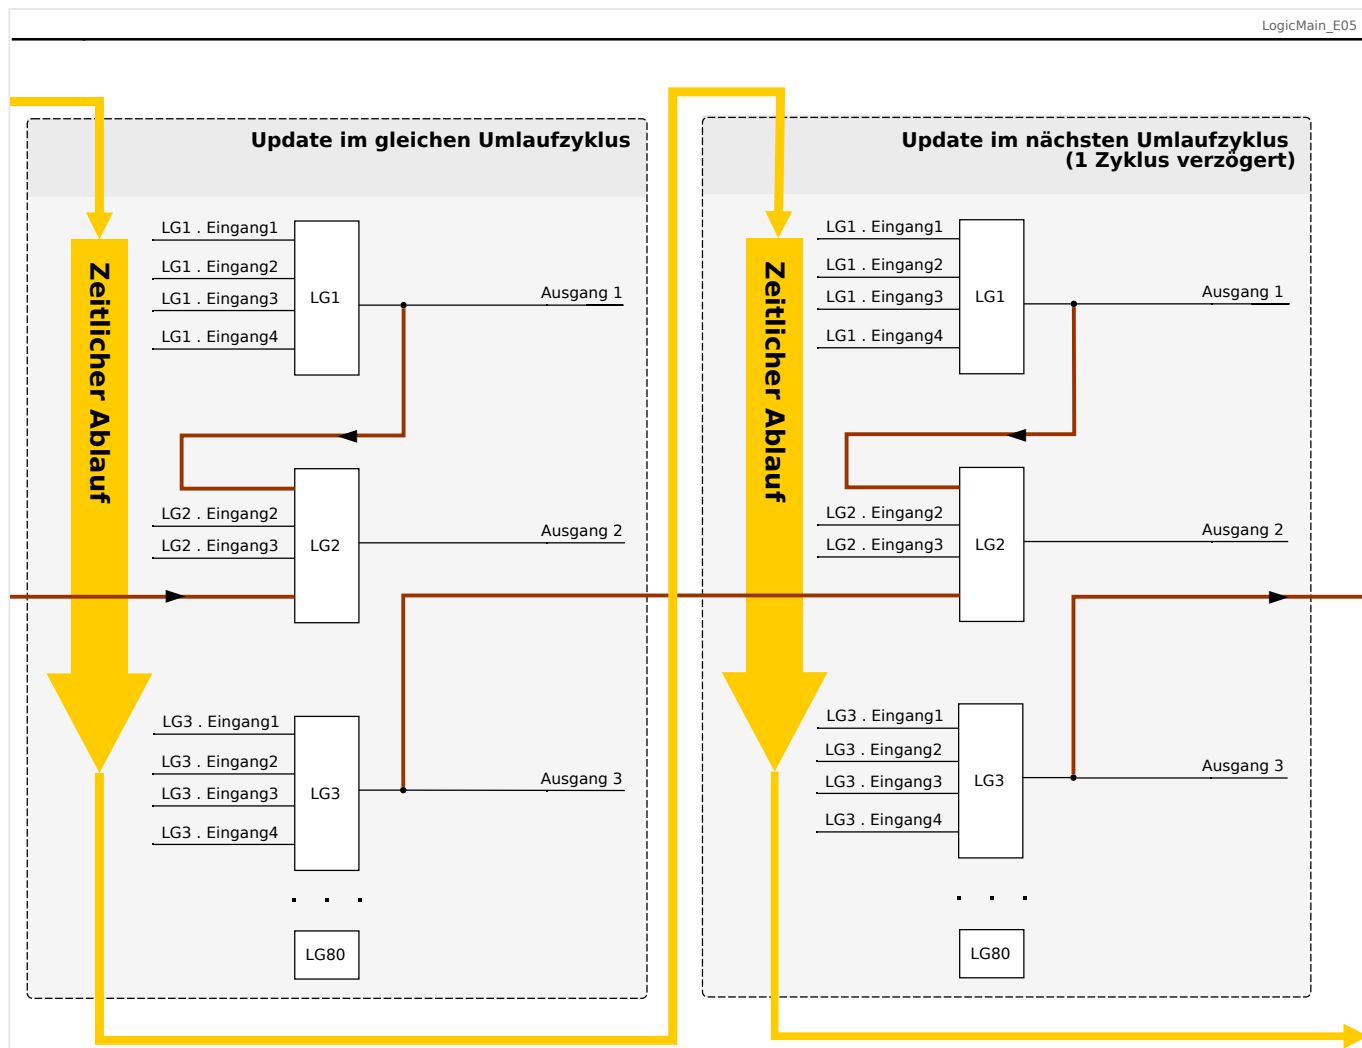 LogicMain_E05
Update im gleichen Umlaufzyklus
Zeitlicher Ablauf
LG1 . Eingang1
LG1 . Eingang2
LG1 . Eingang3
LG1 . Eingang4
LG1
Ausgang 1
LG2 . Eingang2
LG2 . Eingang3
LG2
Ausgang 2
LG3 . Eingang1
LG3 . Eingang2
LG3 . Eingang3
LG3 . Eingang4
LG3
Ausgang 3
. . .
LG80
Update im nächsten Umlaufzyklus
(1 Zyklus verzögert)
Zeitlicher Ablauf
LG1 . Eingang1
LG1 . Eingang2
LG1 . Eingang3
LG1 . Eingang4
LG1
Ausgang 1
LG2 . Eingang2
LG2 . Eingang3
LG2
Ausgang 2
LG3 . Eingang1
LG3 . Eingang2
LG3 . Eingang3
LG3 . Eingang4
LG3
Ausgang 3
. . .
LG80